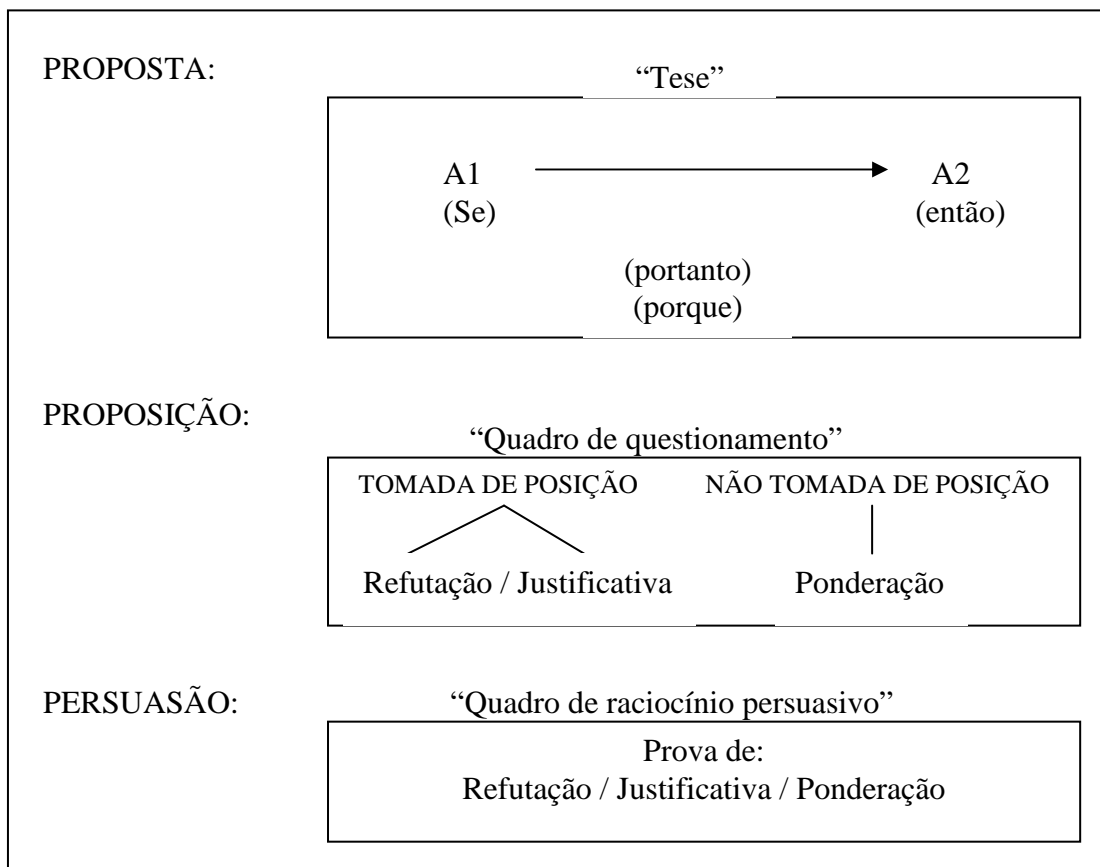 PROPOSTA:
“Tese”
A1 A2
(Se) (então)
(portanto)
(porque)
PROPOSIÇÃO:
“Quadro de questionamento”
TOMADA DE POSIÇÃO NÃO TOMADA DE POSIÇÃO
Refutação / Justificativa Ponderação
PERSUASÃO: “Quadro de raciocínio persuasivo”
Prova de:
Refutação / Justificativa / Ponderação